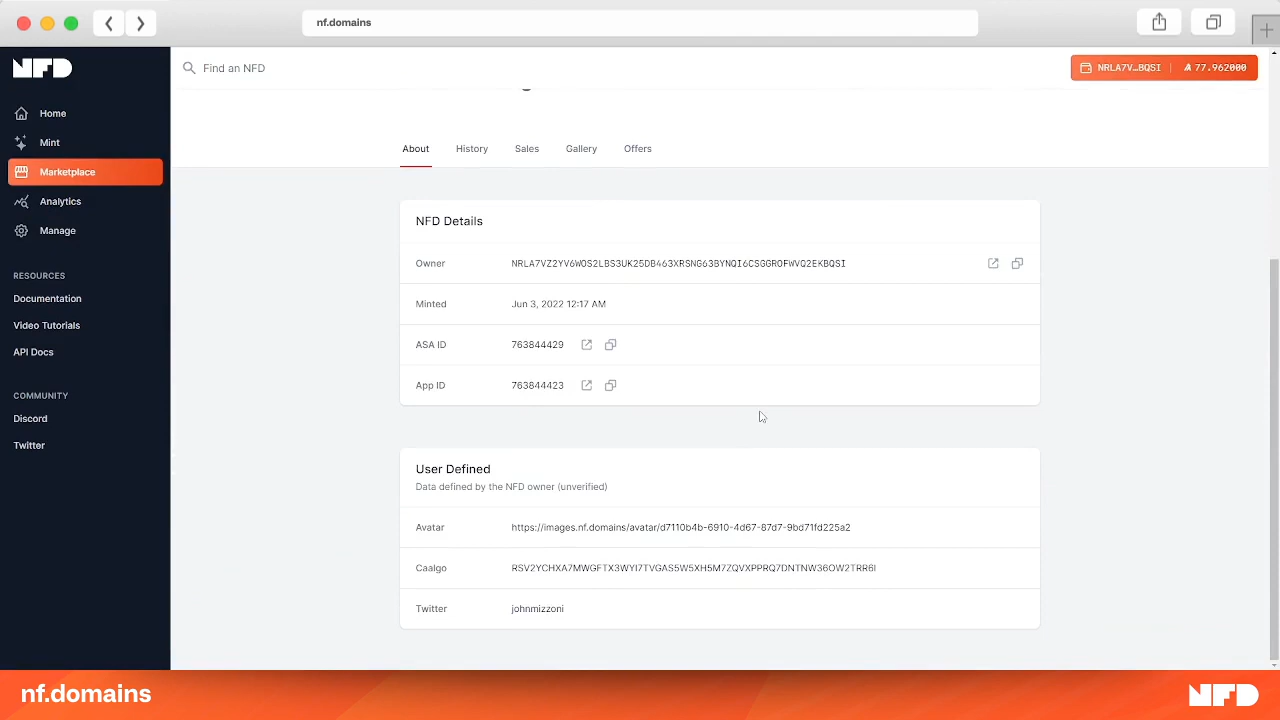 nf.domains
NFD
Find an NFD
NRLA7V…BQSI
77.962000
Home
Mint
Marketplace
Analytics
Manage
RESOURCES
Documentation
Video Tutorials
API Docs
COMMUNITY
Discord
Twitter
About
History
Sales
Gallery
Offers
NFD Details
Owner
NRLA7VZ2YV6WOS2LBS3UK25DB463XRSNG63BYNQI6CSGGROFWVQ2EKBQSI
Minted
Jun 3, 2022 12:17 AM
ASA ID
763844429
App ID
763844423
User Defined
Data defined by the NFD owner (unverified)
Avatar
https://images.nf.domains/avatar/d7110b4b-6910-4d67-87d7-9bd71fd225a2
Caalgo
RSV2YCHXA7MWGFTX3WYI7TVGAS5W5XH5M7ZQVXPPRQ7DNTNW36OW2TRR6I
Twitter
johnmizzoni
nf.domains
NFD